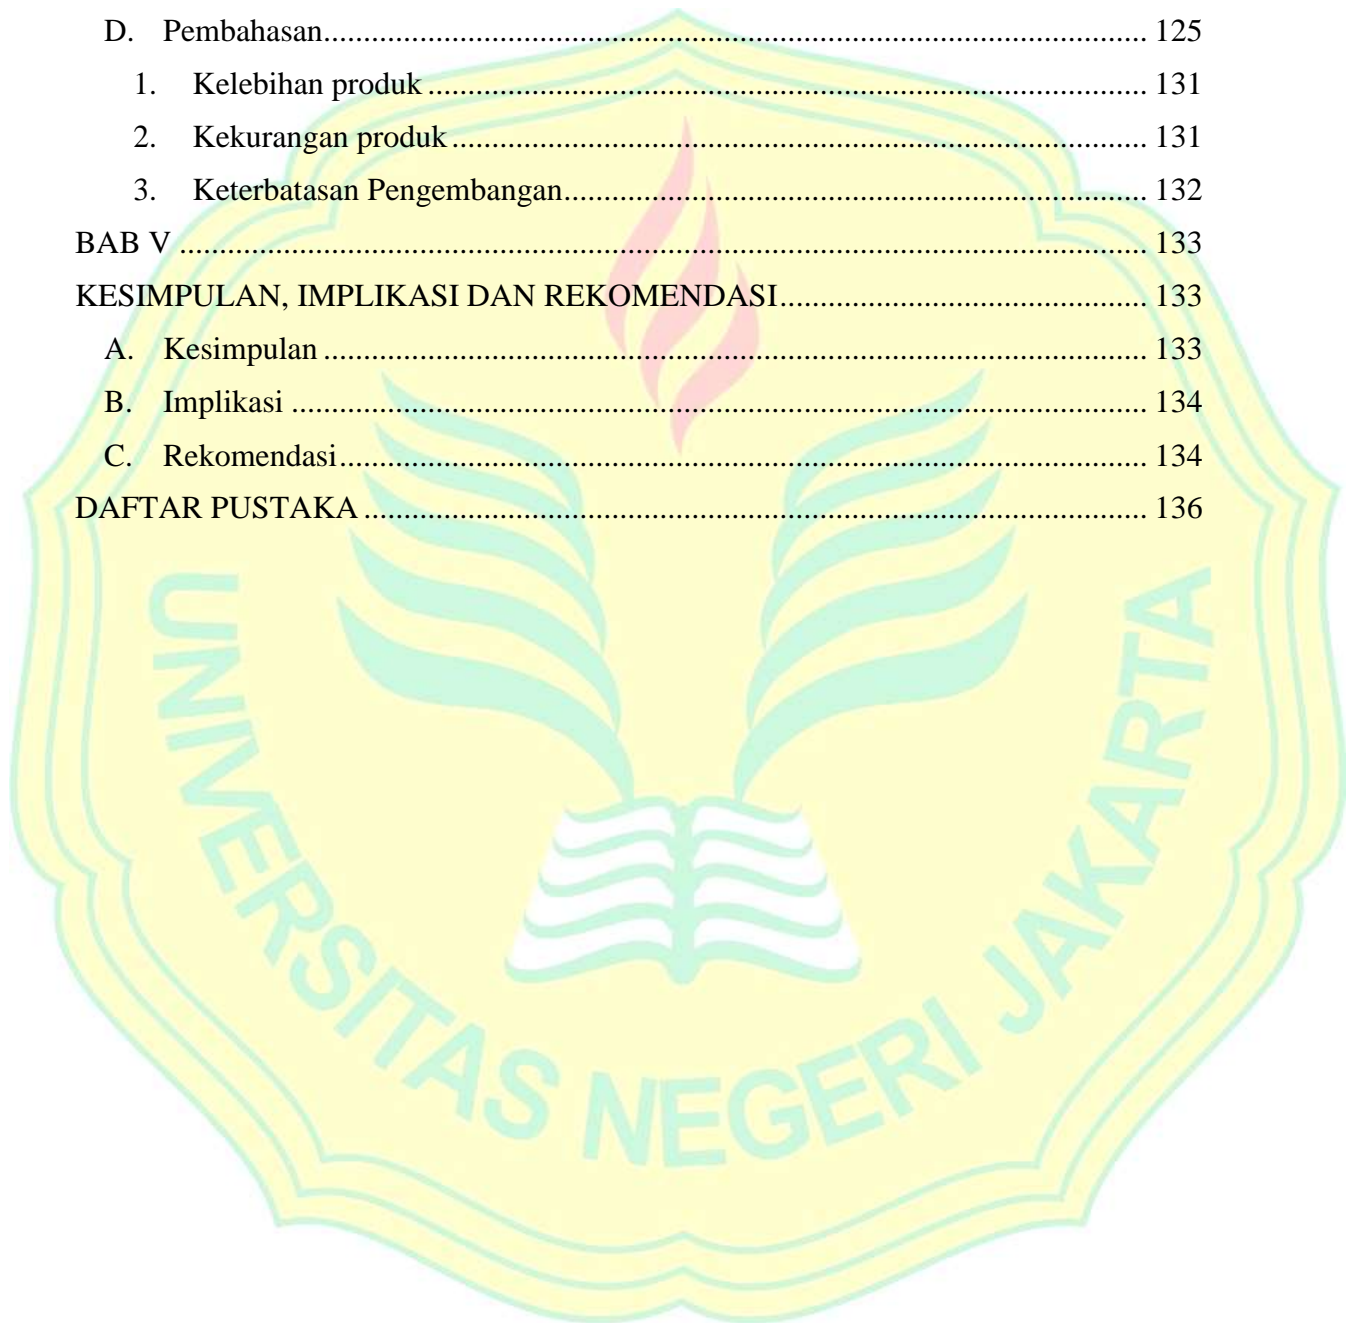 D. Pembahasan.......................................................................................................... 125
1. Kelebihan produk........................................................................................... 131
2. Kekurangan produk........................................................................................ 131
3. Keterbatasan Pengembangan.......................................................................... 132
BAB V........................................................................................................................ 133
KESIMPULAN, IMPLIKASI DAN REKOMENDASI.............................................. 133
A. Kesimpulan....................................................................................................... 133
B. Implikasi........................................................................................................... 134
C. Rekomendasi..................................................................................................... 134
DAFTAR PUSTAKA.................................................................................................. 136
UNIVERSITAS NEGERI JAKARTA